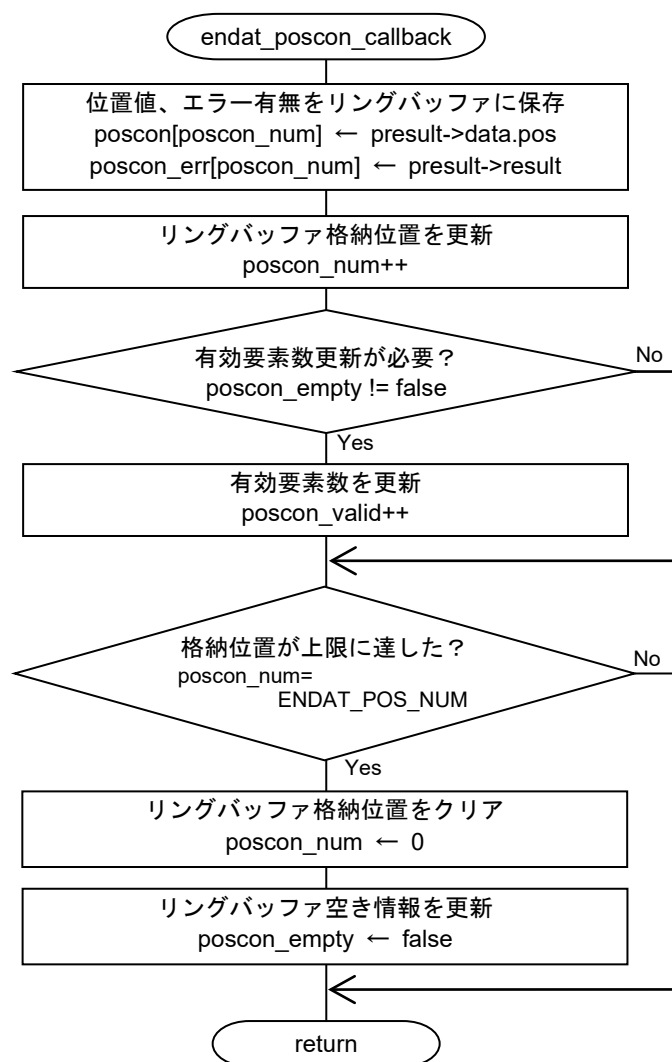 endat_poscon_callback
位置値、エラー有無をリングバッファに保存
poscon[poscon_num] ← presult->data.pos
poscon_err[poscon_num] ← presult->result
リングバッファ格納位置を更新
poscon_num++
有効要素数更新が必要？
poscon_empty != false
No
Yes
有効要素数を更新
poscon_valid++
格納位置が上限に達した？
poscon_num=
ENDAT_POS_NUM
No
Yes
リングバッファ格納位置をクリア
poscon_num ← 0
リングバッファ空き情報を更新
poscon_empty ← false
return